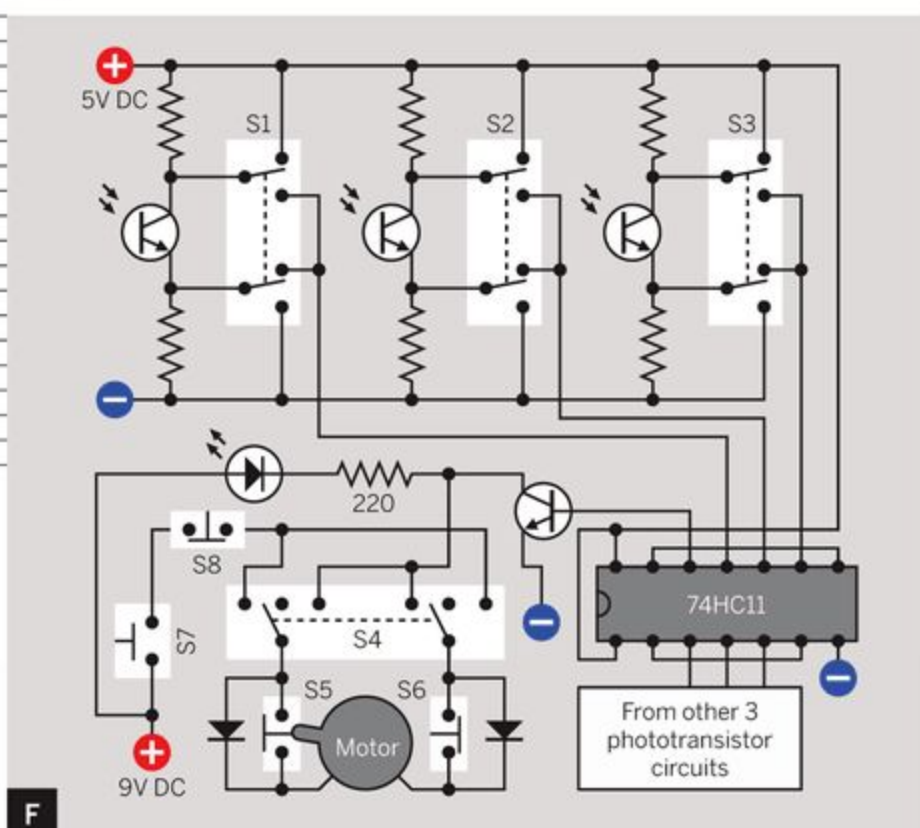 +
5V DC
S1
S2
S3
−
220
S8
S7
S4
74HC11
−
−
S5
S6
Motor
+
9V DC
From other 3
phototransistor
circuits
F